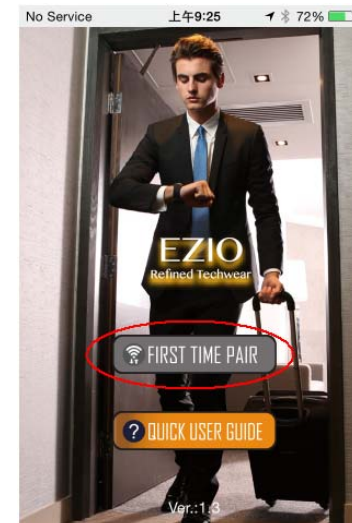 No Service 上午9:25 72%
EZIO
Refined Techwear
FIRST TIME PAIR
? QUICK USER GUIDE
Ver.:1.3